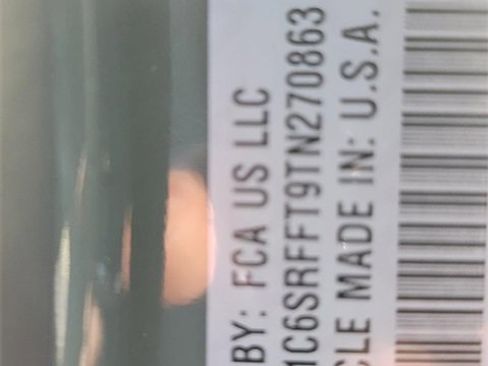 BY: FCA US LLC
1C6SRFFT9TN270863
CLE MADE IN: U.S.A.